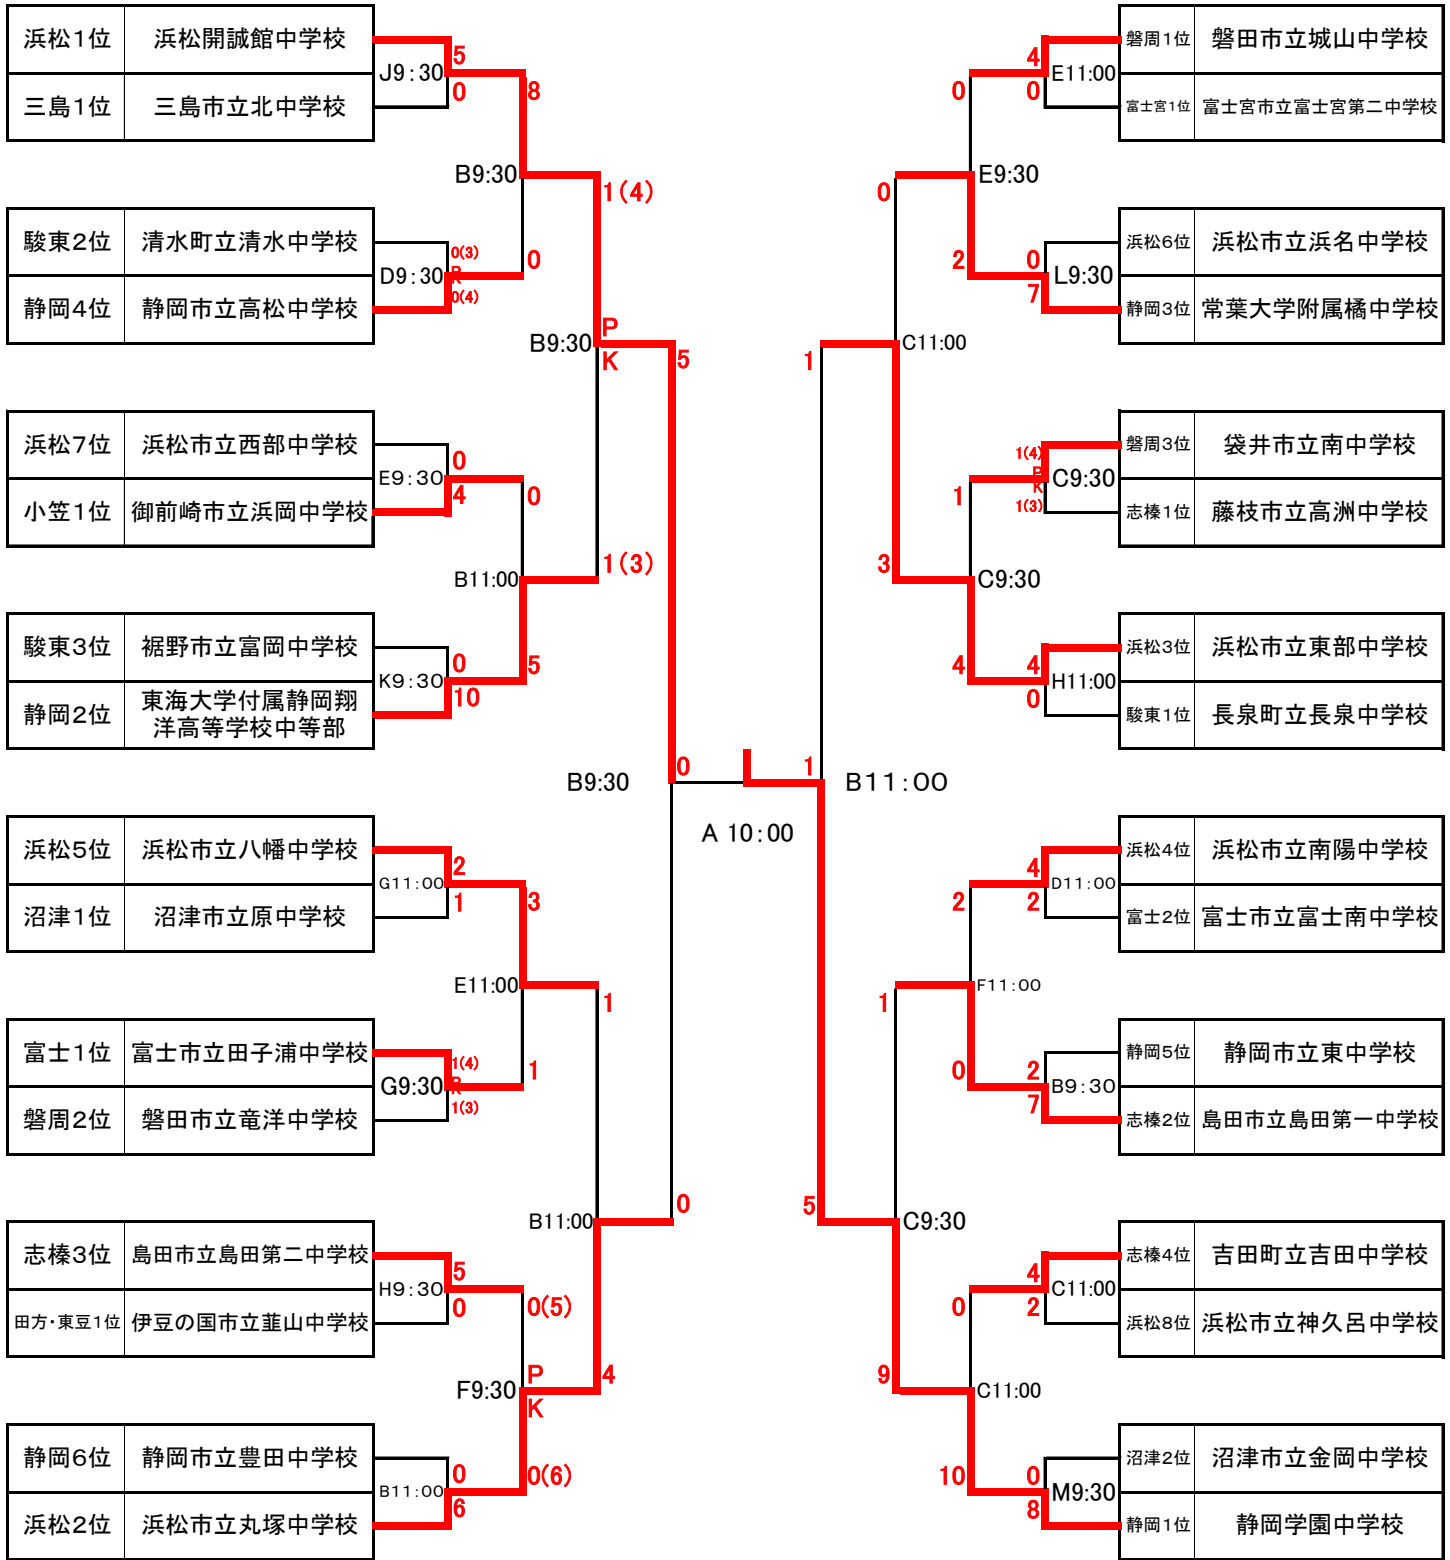 浜松1位 浜松開誠館中学校
5
J9:30
0
三島1位 三島市立北中学校
8
B9:30
1(4)
駿東2位 清水町立清水中学校
0(3)
D9:30
PK
0(4)
静岡4位 静岡市立高松中学校
0
B9:30
P
K
5
浜松7位 浜松市立西部中学校
0
E9:30
4
小笠1位 御前崎市立浜岡中学校
0
B11:00
1(3)
駿東3位 裾野市立富岡中学校
0
K9:30
10
静岡2位 東海大学付属静岡翔
洋高等学校中等部
5
B9:30
0
浜松5位 浜松市立八幡中学校
2
G11:00
1
沼津1位 沼津市立原中学校
3
E11:00
1
富士1位 富士市立田子浦中学校
1(4)
G9:30
PK
1(3)
磐周2位 磐田市立竜洋中学校
1
B11:00
0
志榛3位 島田市立島田第二中学校
5
H9:30
0
田方・東豆1位 伊豆の国市立韮山中学校
0(5)
F9:30
P
K
4
静岡6位 静岡市立豊田中学校
0
B11:00
6
浜松2位 浜松市立丸塚中学校
0(6)
A 10:00
磐周1位 磐田市立城山中学校
4
E11:00
0
富士宮1位 富士宮市立富士宮第二中学校
0
E9:30
0
浜松6位 浜松市立浜名中学校
0
L9:30
7
静岡3位 常葉大学附属橘中学校
2
C11:00
1
磐周3位 袋井市立南中学校
1(4)
P
K
C9:30
1(3)
志榛1位 藤枝市立高洲中学校
1
C9:30
3
浜松3位 浜松市立東部中学校
4
H11:00
0
駿東1位 長泉町立長泉中学校
4
1
B11:00
浜松4位 浜松市立南陽中学校
4
D11:00
2
富士2位 富士市立富士南中学校
2
F11:00
1
静岡5位 静岡市立東中学校
2
B9:30
7
志榛2位 島田市立島田第一中学校
0
C9:30
5
志榛4位 吉田町立吉田中学校
4
C11:00
2
浜松8位 浜松市立神久呂中学校
0
C11:00
9
沼津2位 沼津市立金岡中学校
0
M9:30
8
静岡1位 静岡学園中学校
10